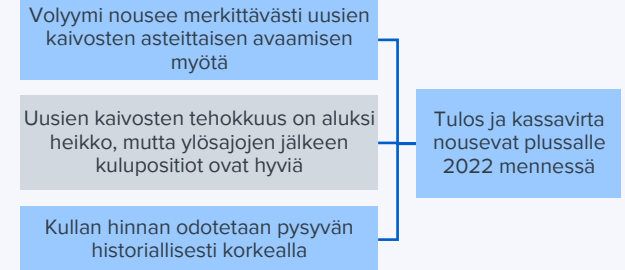 Volyymi nousee merkittävästi uusien
kaivosten asteittaisen avaamisen
myötä
Uusien kaivosten tehokkuus on aluksi
heikko, mutta ylösajojen jälkeen
kulupositiot ovat hyviä
Kullan hinnan odotetaan pysyvän
historiallisesti korkealla
Tulos ja kassavirta
nousevat plussalle
2022 mennessä